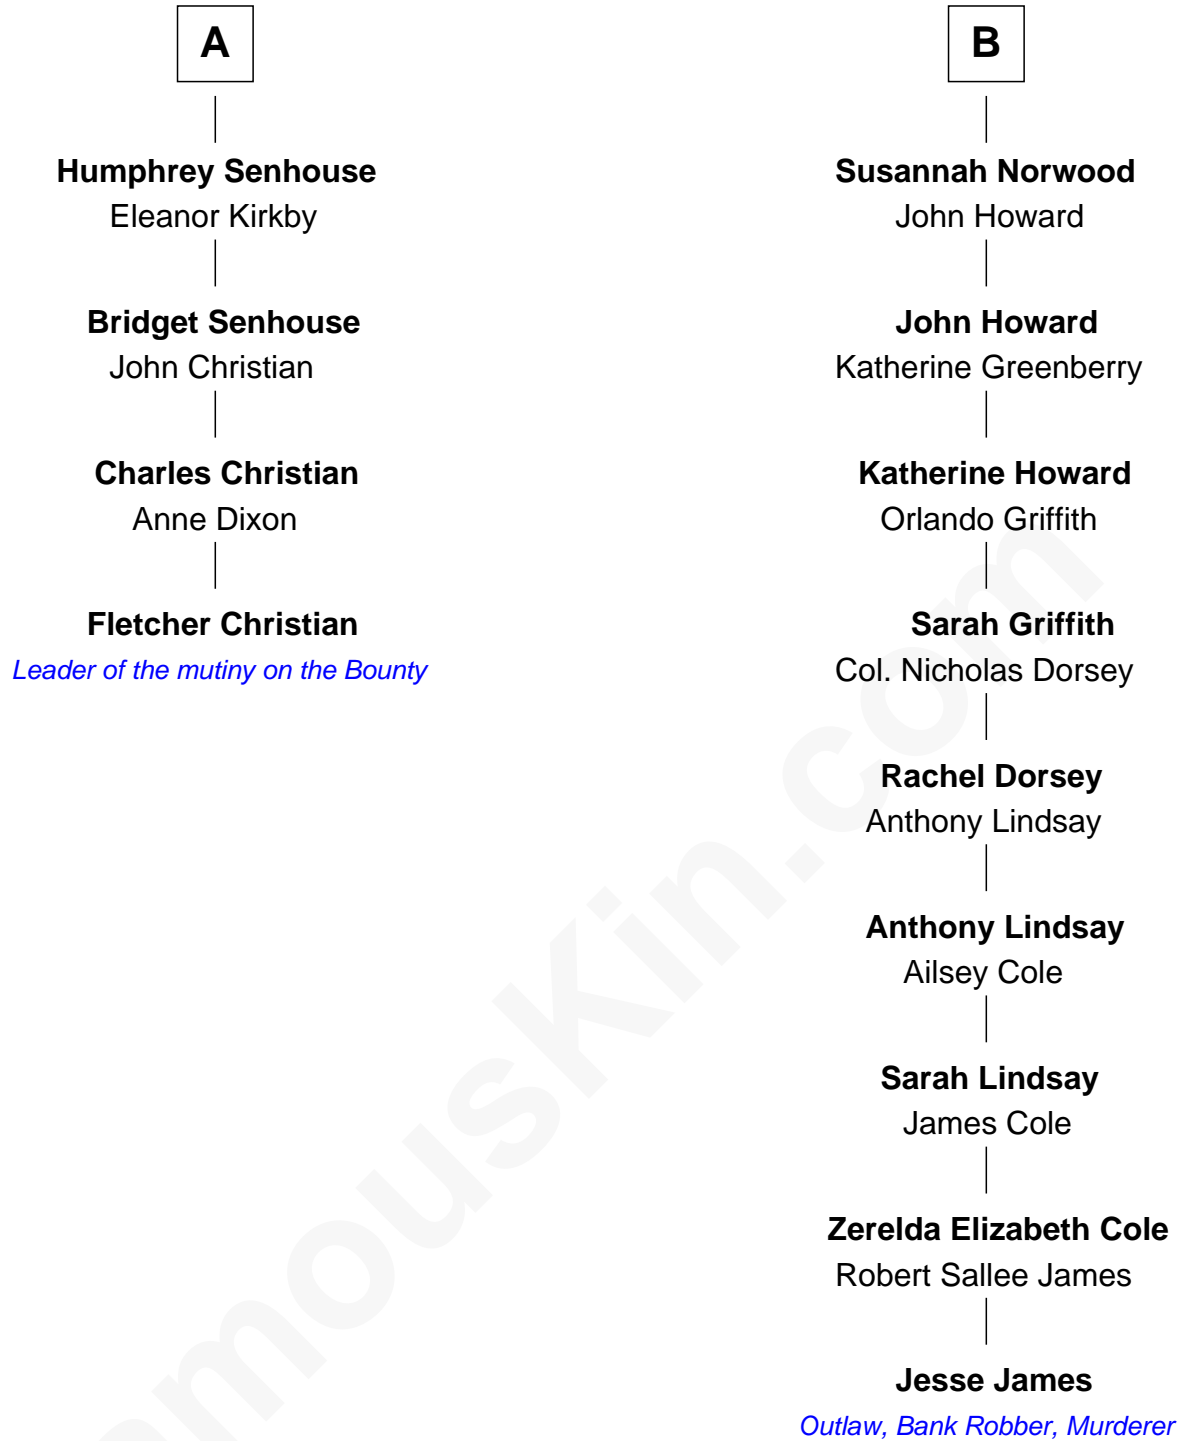 A
Humphrey Senhouse
Eleanor Kirkby
Bridget Senhouse
John Christian
Charles Christian
Anne Dixon
Fletcher Christian
Leader of the mutiny on the Bounty
B
Susannah Norwood
John Howard
John Howard
Katherine Greenberry
Katherine Howard
Orlando Griffith
Sarah Griffith
Col. Nicholas Dorsey
Rachel Dorsey
Anthony Lindsay
Anthony Lindsay
Ailsey Cole
Sarah Lindsay
James Cole
Zerelda Elizabeth Cole
Robert Sallee James
Jesse James
Outlaw, Bank Robber, Murderer
amouskin.com